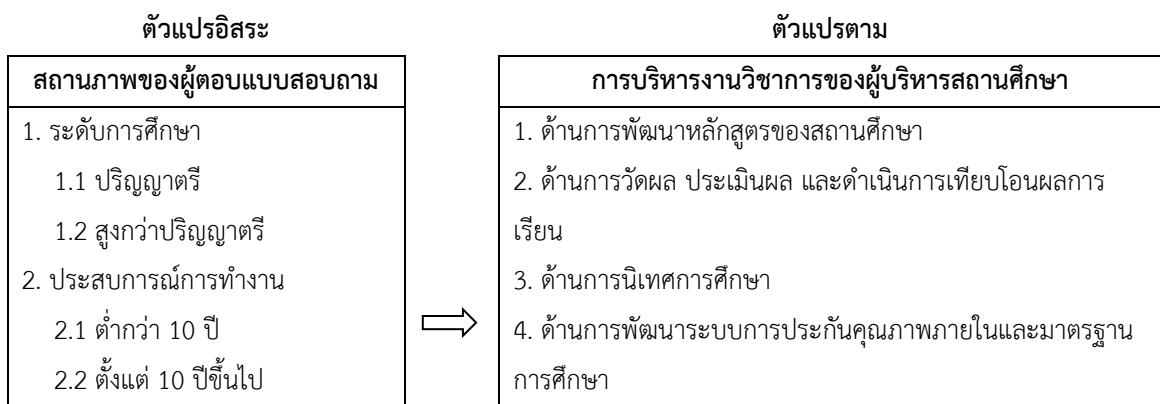 ตัวแปรอิสระ
สถานภาพของผู้ตอบแบบสอบถาม
1. ระดับการศึกษา
1.1 ปริญญาตรี
1.2 สูงกว่าปริญญาตรี
2. ประสบการณ์การทำงาน
2.1 ต่ำกว่า 10 ปี
2.2 ตั้งแต่ 10 ปีขึ้นไป
ตัวแปรตาม
การบริหารงานวิชาการของผู้บริหารสถานศึกษา
1. ด้านการพัฒนาหลักสูตรของสถานศึกษา
2. ด้านการวัดผล ประเมินผล และดำเนินการเทียบโอนผลการ
เรียน
3. ด้านการนิเทศการศึกษา
4. ด้านการพัฒนาระบบการประกันคุณภาพภายในและมาตรฐาน
การศึกษา